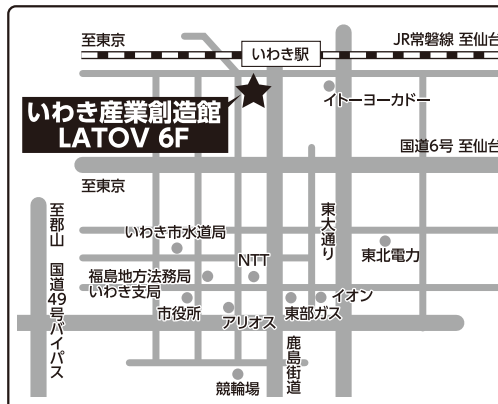 至東京
いわき駅
JR常磐線 至仙台
イトーヨーカドー
いわき産業創造館
LATOV 6F
国道6号 至仙台
至東京
至郡山 国道49号バイパス
いわき市水道局
東大通り
東北電力
NTT
福島地方法務局
いわき支局
市役所
アリオス
東部ガス
イオン
鹿島街道
競輪場